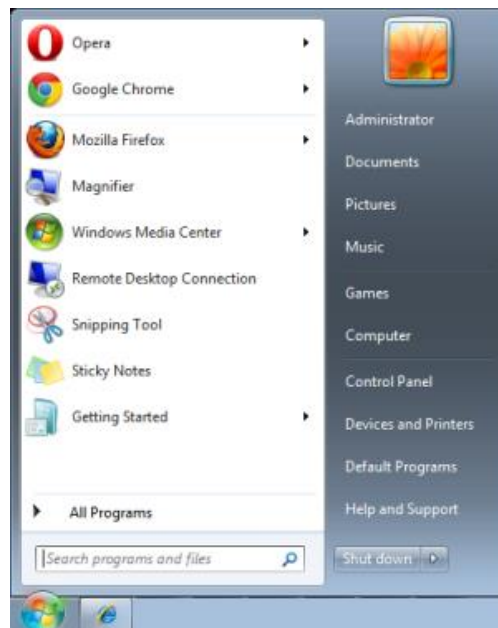 Opera
Google Chrome
Mozilla Firefox
Magnifier
Windows Media Center
Remote Desktop Connection
Snipping Tool
Sticky Notes
Getting Started
All Programs
Search programs and files
Administrator
Documents
Pictures
Music
Games
Computer
Control Panel
Devices and Printers
Default Programs
Help and Support
Shut down